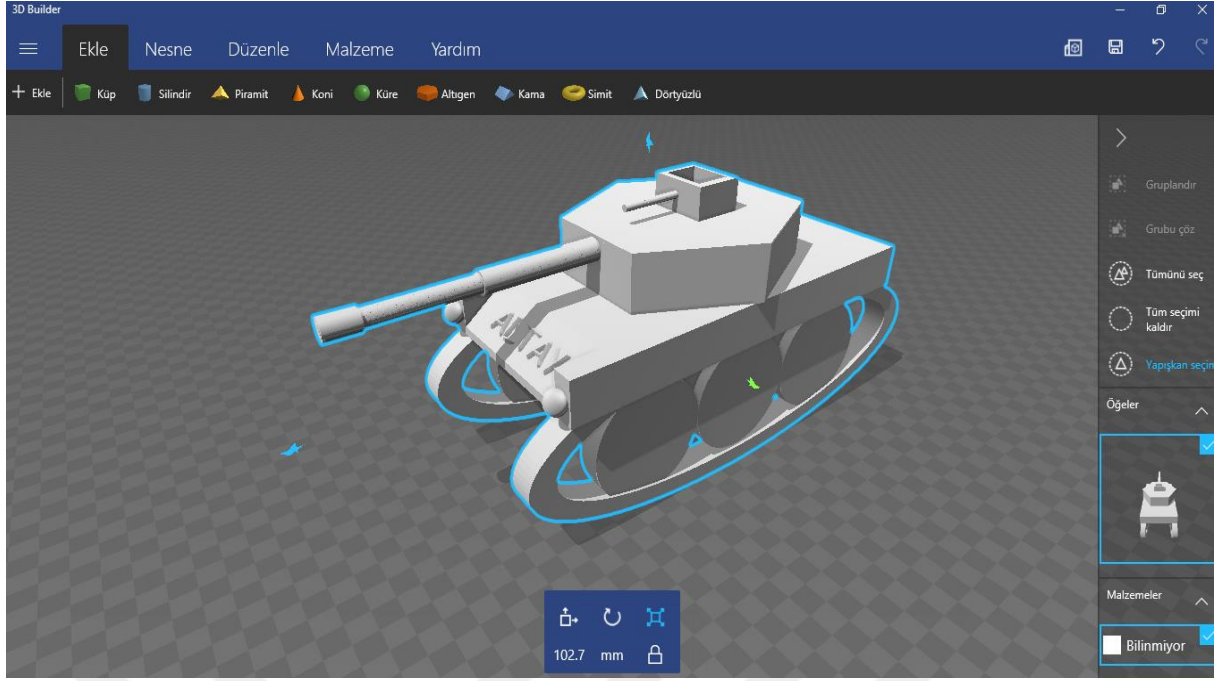 3D Builder
Ekle Nesne Düzenle Malzeme Yardım
+ Ekle Küp Silindir Piramit Koni Küre Altıgen Kama Simit Dörtyüzlü
Gruplandır
Grubu çöz
Tümünü seç
Tüm seçimi
kaldır
Yapışkan seçim
Öğeler
ALTAY
Malzemeler
Bilinmiyor
102.7 mm